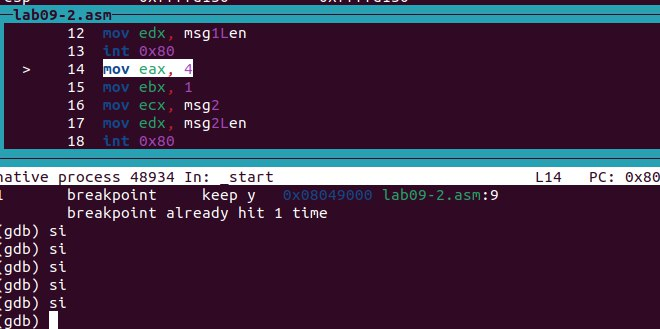 lab09-2.asm
12 mov edx, msg1Len
13 int 0x80
> 14 mov eax, 4
15 mov ebx, 1
16 mov ecx, msg2
17 mov edx, msg2Len
18 int 0x80
native process 48934 In: _start L14 PC: 0x80
1 breakpoint keep y 0x08049000 lab09-2.asm:9
breakpoint already hit 1 time
(gdb) si
(gdb) si
(gdb) si
(gdb) si
(gdb) si
(gdb)